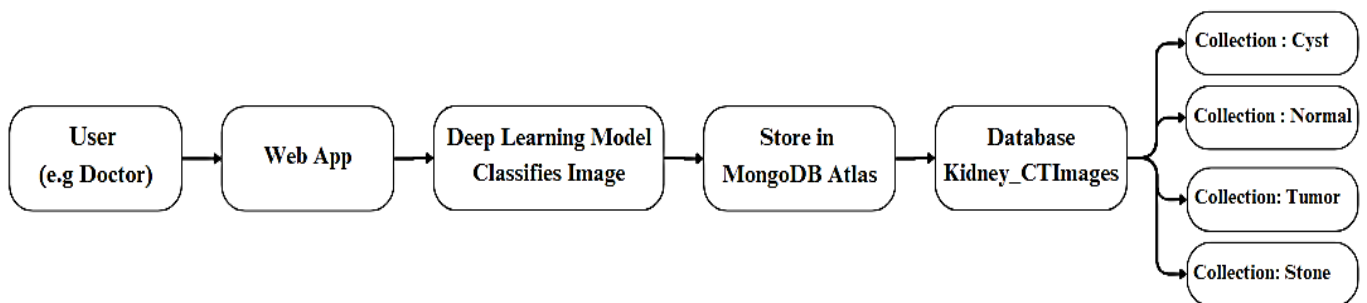 User
(e.g Doctor)
Web App
Deep Learning Model
Classifies Image
Store in
MongoDB Atlas
Database
Kidney_CTImages
Collection : Cyst
Collection : Normal
Collection: Tumor
Collection: Stone